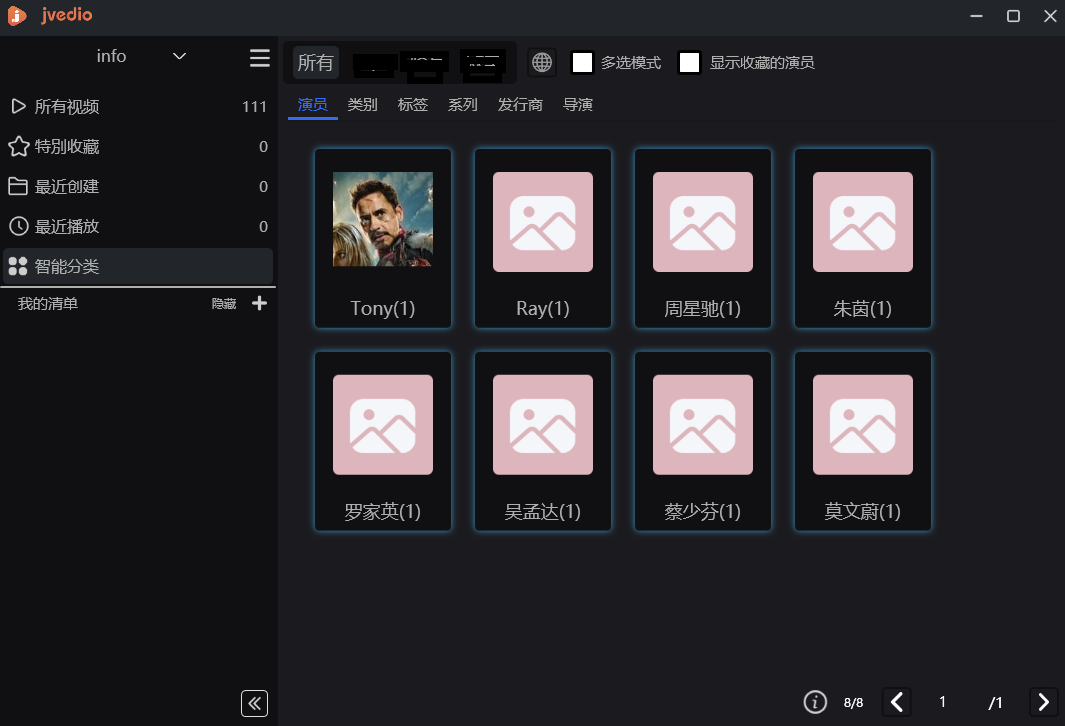 jvedio
info
所有视频 111
特别收藏 0
最近创建 0
最近播放 0
智能分类
我的清单 隐藏
所有 多选模式 显示收藏的演员
演员 类别 标签 系列 发行商 导演
Tony(1) Ray(1) 周星驰(1) 朱茵(1)
罗家英(1) 吴孟达(1) 蔡少芬(1) 莫文蔚(1)
8/8 1 /1